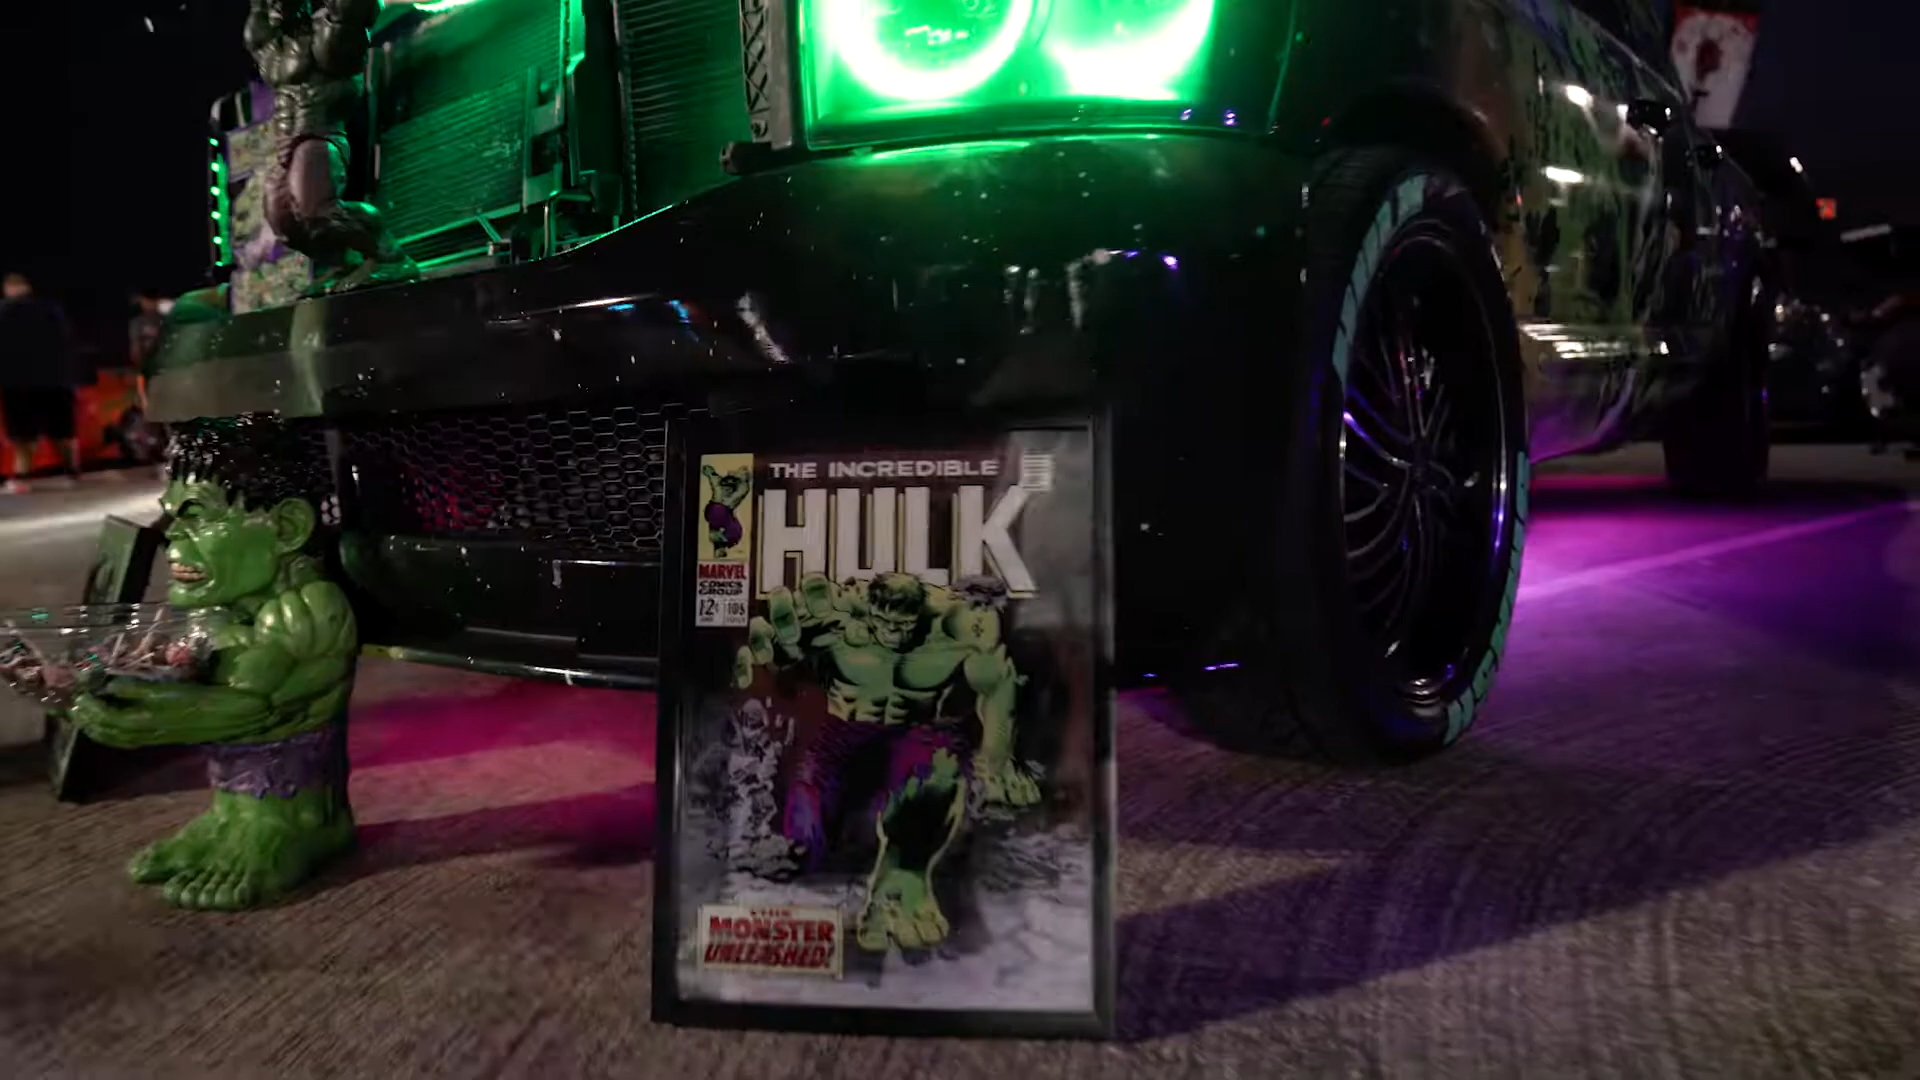 THE INCREDIBLE
HULK
MARVEL
COMICS
GROUP
12¢ 105
THE
MONSTER
UNLEASHED!